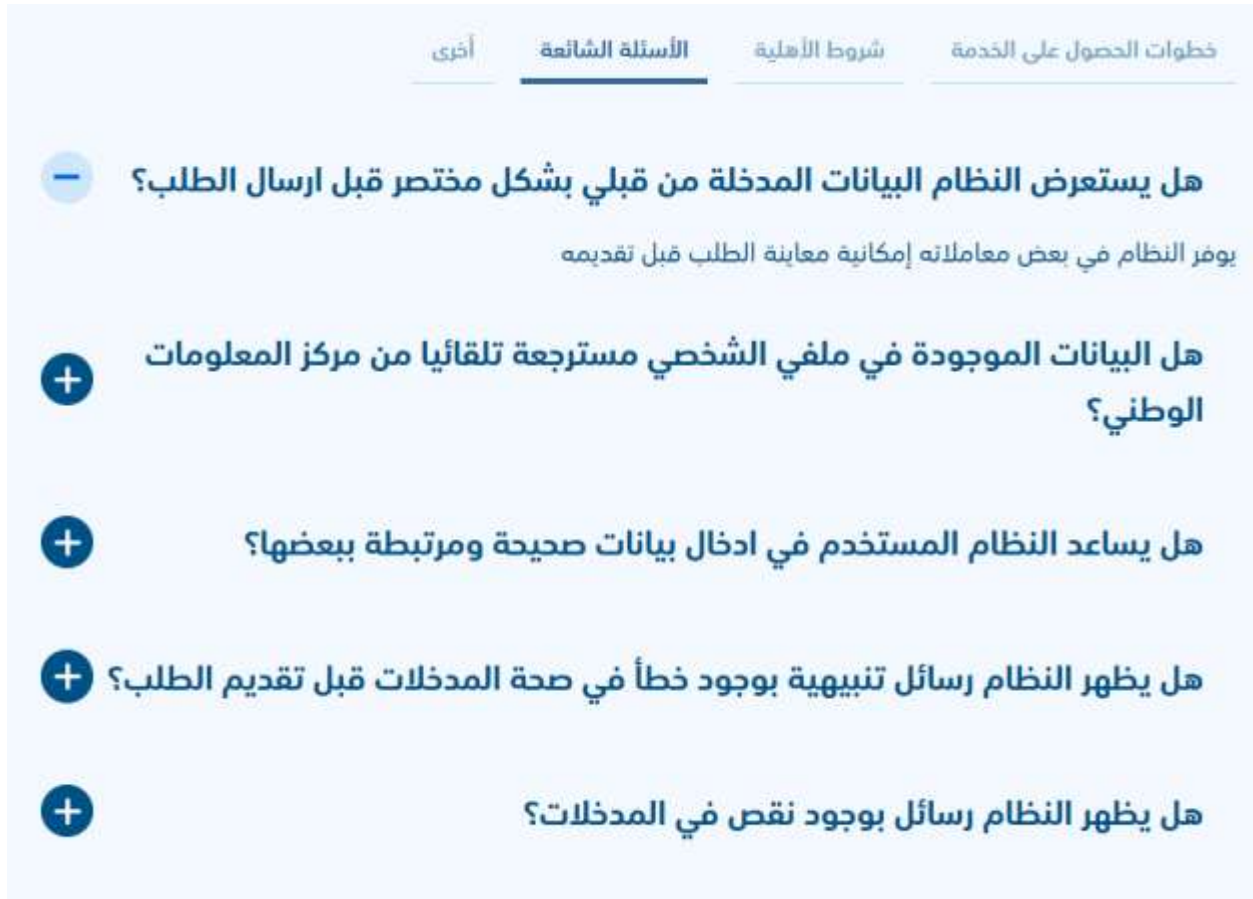 خطوات الحصول على الخدمة شروط الأهلية الأسئلة الشائعة أخرى
هل يستعرض النظام البيانات المدخلة من قبلي بشكل مختصر قبل ارسال الطلب؟
يوفر النظام في بعض معاملاته إمكانية معاينة الطلب قبل تقديمه
هل البيانات الموجودة في ملفي الشخصي مسترجعة تلقائيا من مركز المعلومات
الوطني؟
هل يساعد النظام المستخدم في ادخال بيانات صحيحة ومرتبطة ببعضها؟
هل يظهر النظام رسائل تنبيهية بوجود خطأ في صحة المدخلات قبل تقديم الطلب؟
هل يظهر النظام رسائل بوجود نقص في المدخلات؟